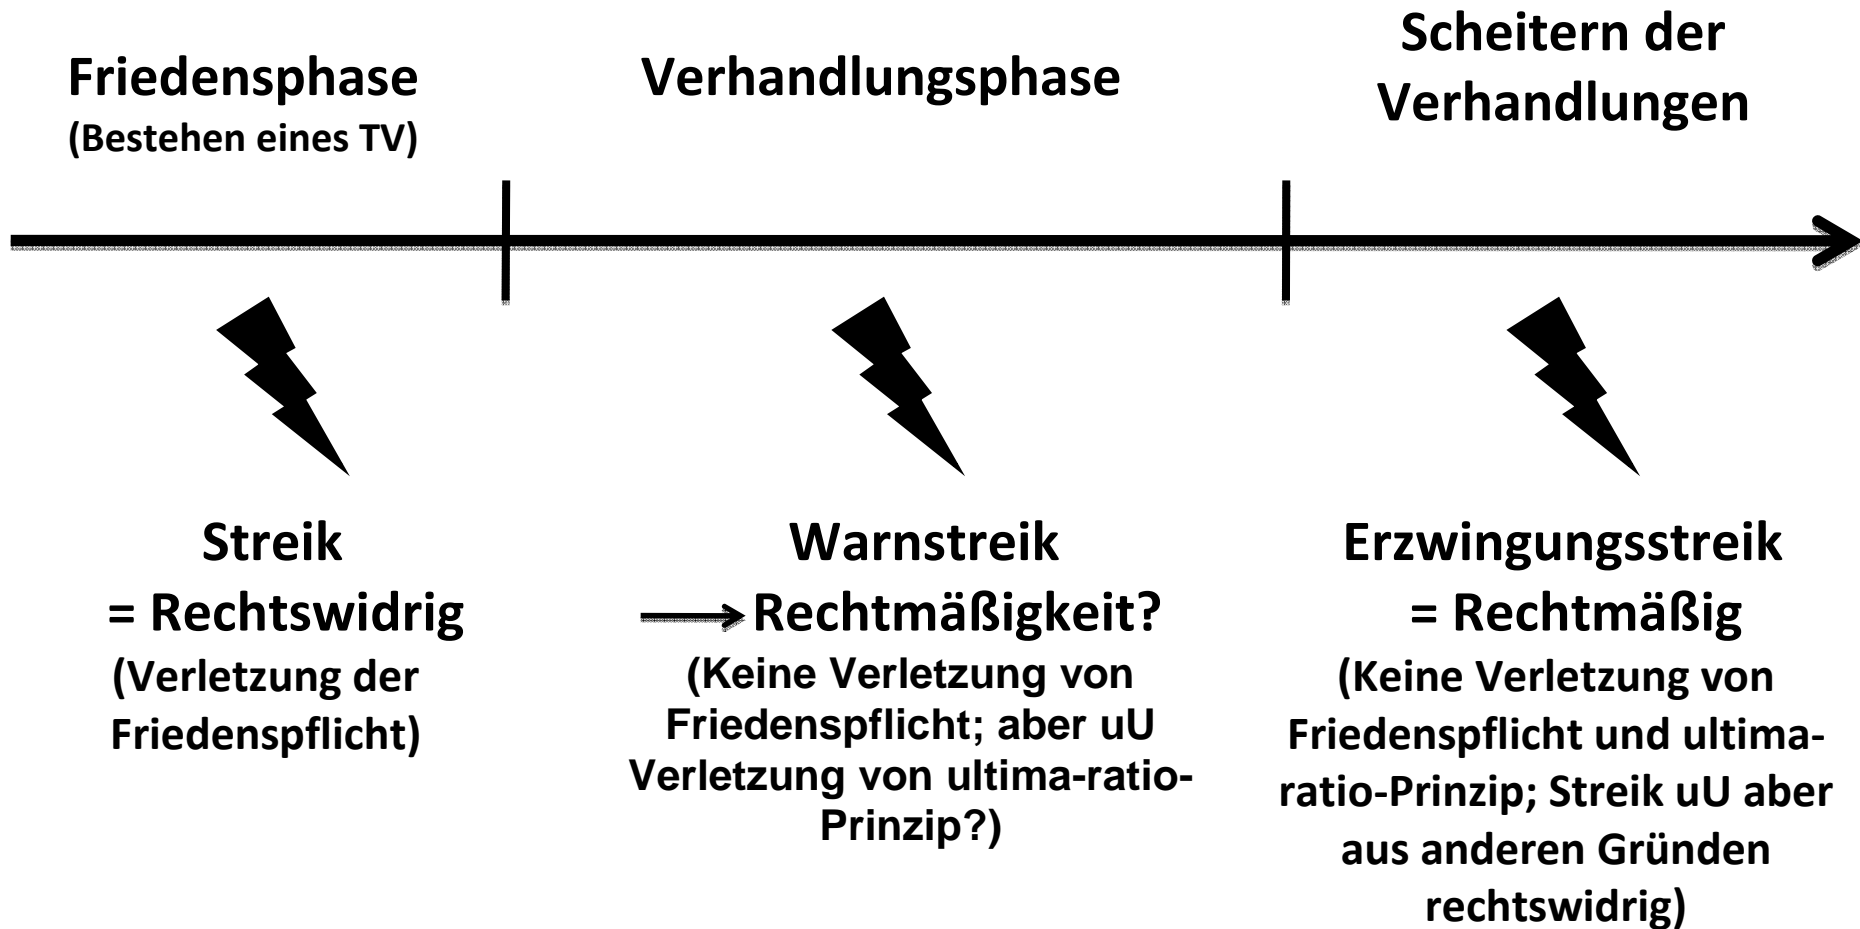 Friedensphase
(Bestehen eines TV)
Verhandlungsphase
Scheitern der
Verhandlungen
Streik
= Rechtswidrig
(Verletzung der
Friedenspflicht)
Warnstreik
Rechtmäßigkeit?
(Keine Verletzung von
Friedenspflicht; aber uU
Verletzung von ultima-ratio-
Prinzip?)
Erzwingungsstreik
= Rechtmäßig
(Keine Verletzung von
Friedenspflicht und ultima-
ratio-Prinzip; Streik uU aber
aus anderen Gründen
rechtswidrig)